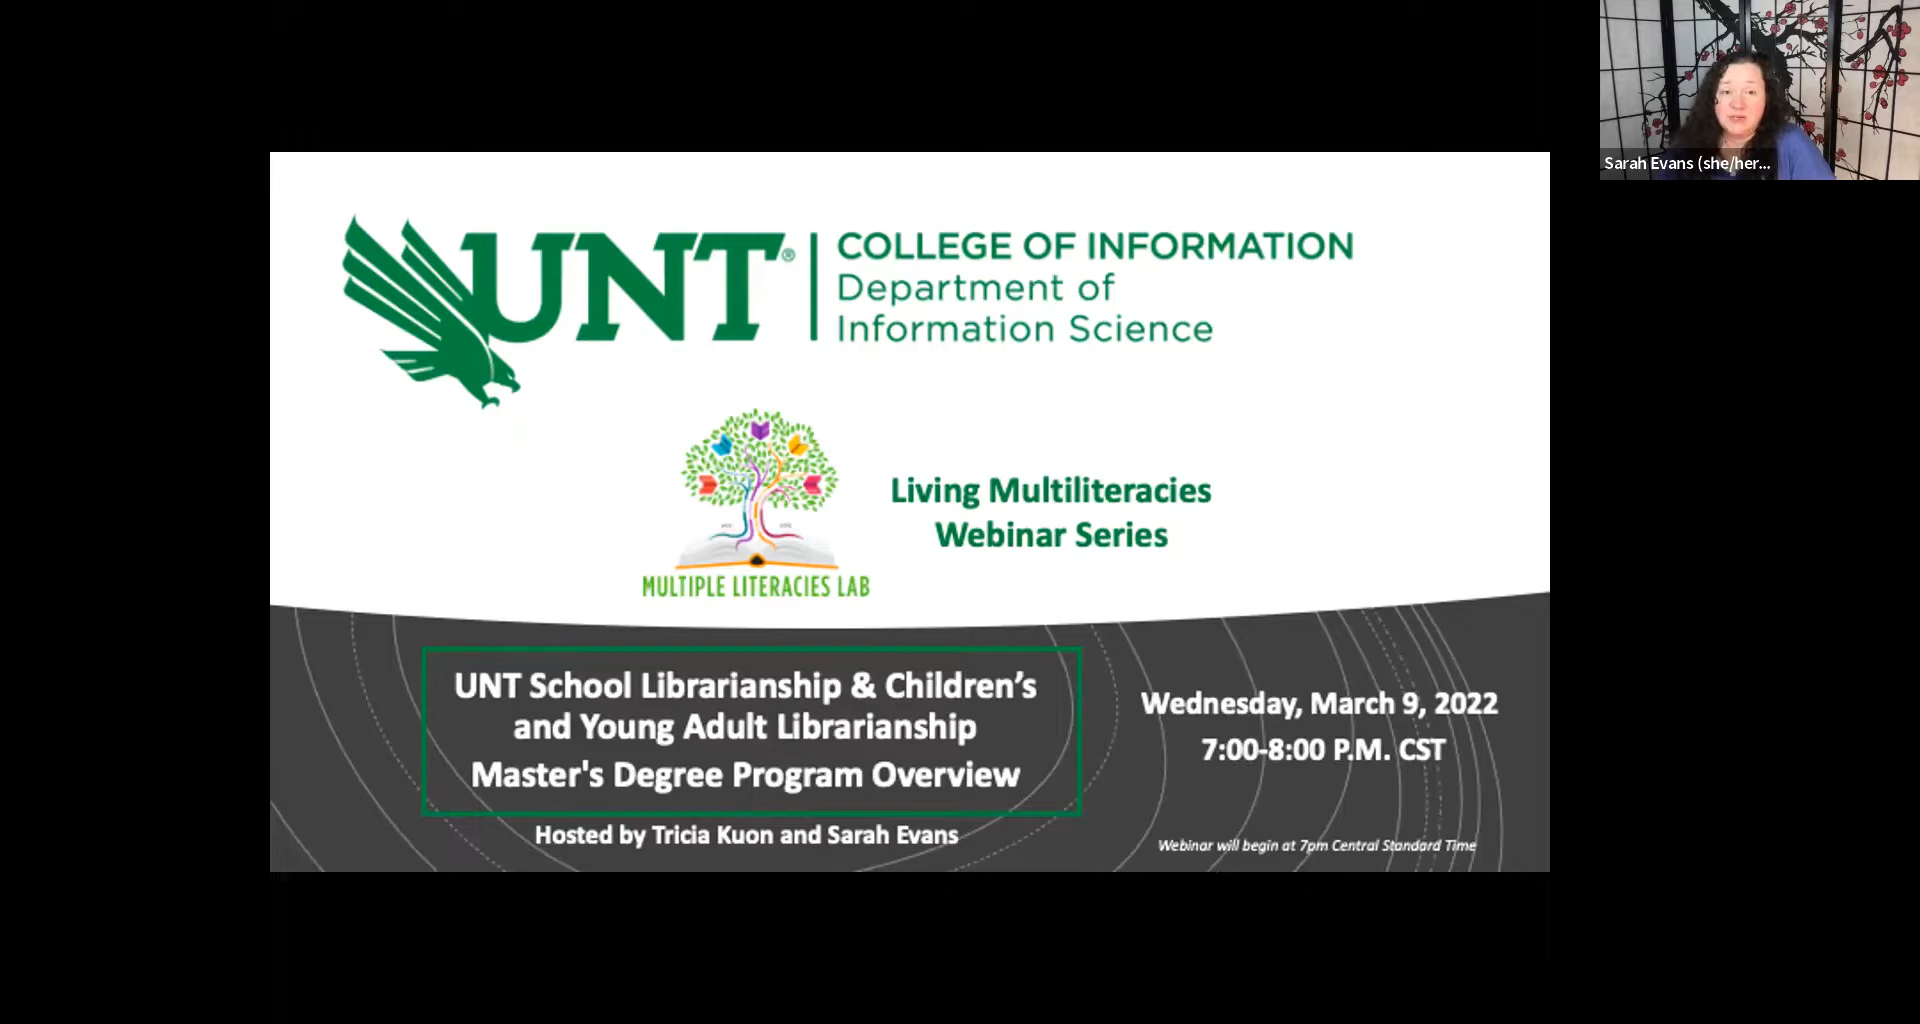 UNT®
COLLEGE OF INFORMATION
Department of
Information Science
Living Multiliteracies
Webinar Series
MULTIPLE LITERACIES LAB
UNT School Librarianship & Children’s
and Young Adult Librarianship
Master's Degree Program Overview
Hosted by Tricia Kuon and Sarah Evans
Wednesday, March 9, 2022
7:00-8:00 P.M. CST
Webinar will begin at 7pm Central Standard Time
Sarah Evans (she/her...